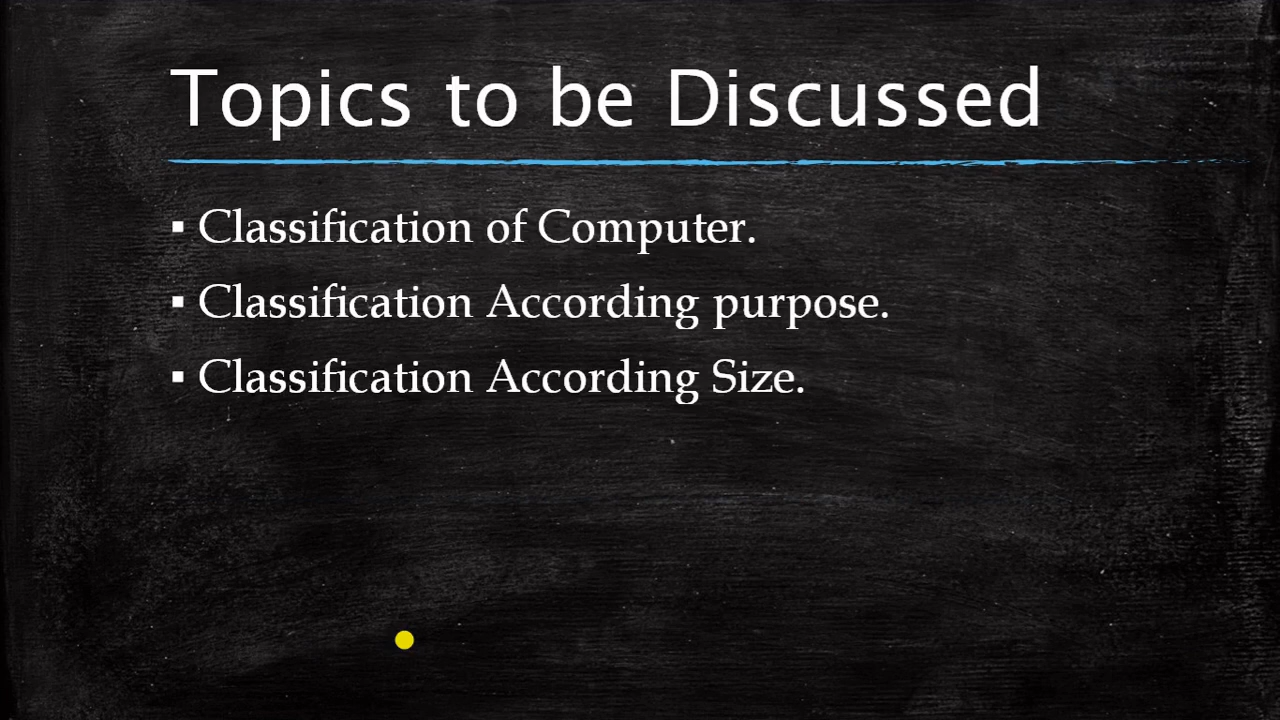 Topics to be Discussed
▪ Classification of Computer.
▪ Classification According purpose.
▪ Classification According Size.